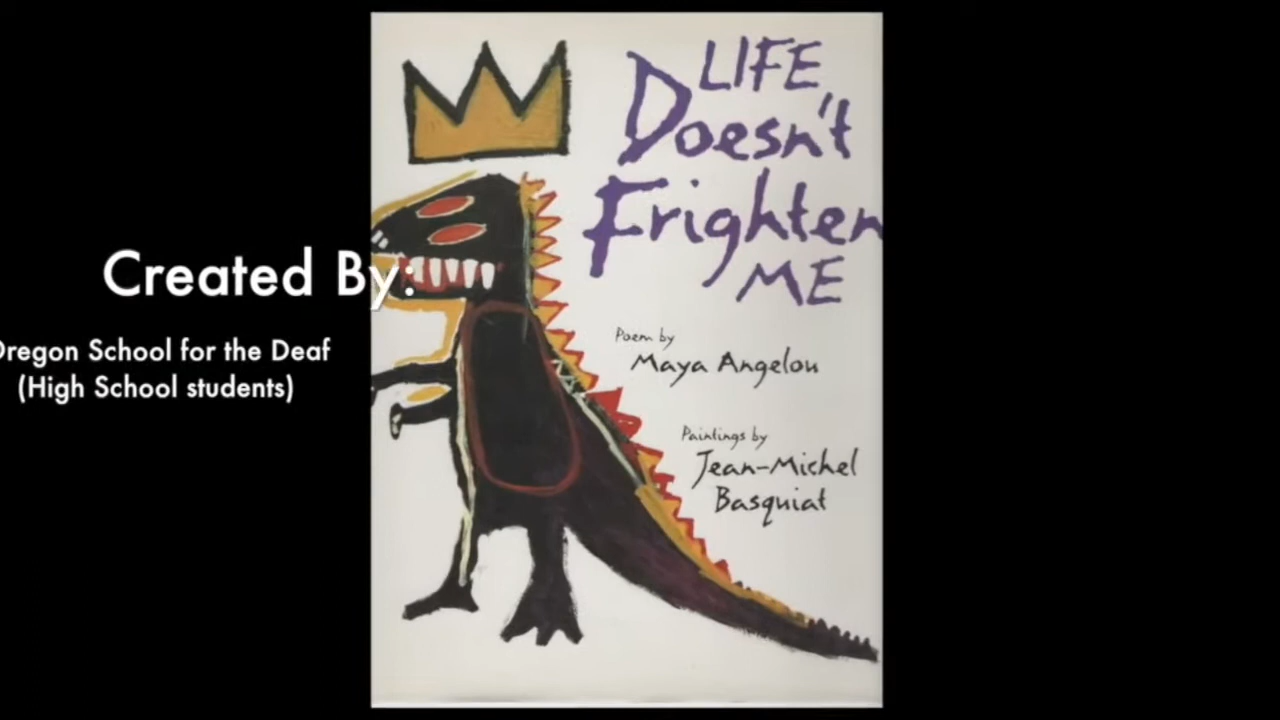 Created By:
Oregon School for the Deaf
(High School students)
LIFE
Doesn't
Frighten
ME
Poem by
Maya Angelou
Paintings by
Jean-Michel
Basquiat